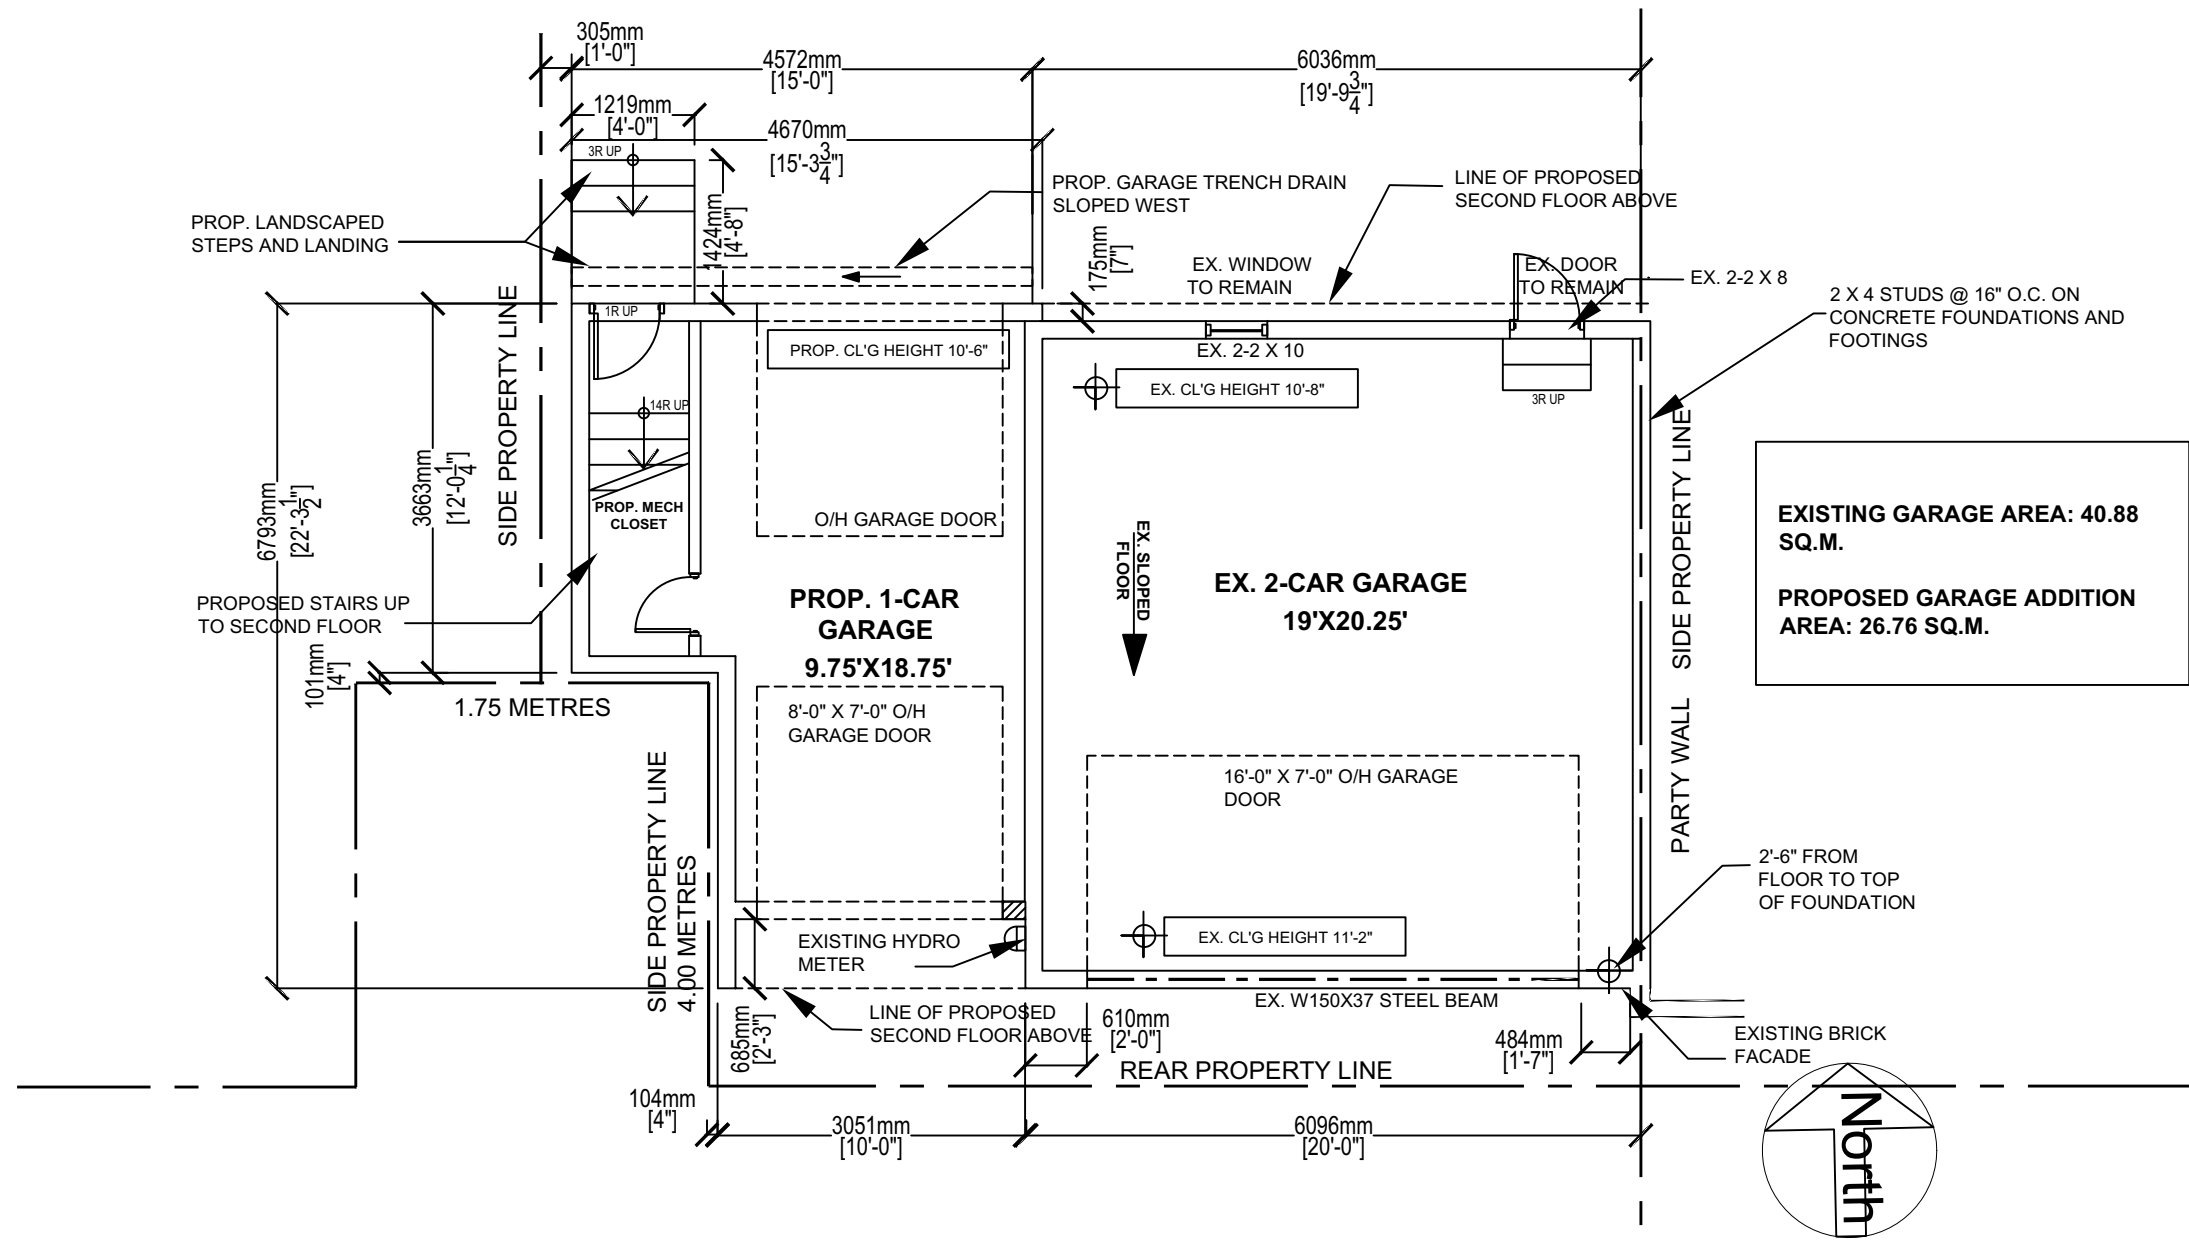 305mm
[1'-0"]
4572mm
[15'-0"]
6036mm
[19'-9 3/4"]
1219mm
[4'-0"]
4670mm
[15'-3 3/4"]
3R UP
1424mm
[4'-8"]
PROP. LANDSCAPED
STEPS AND LANDING
PROP. GARAGE TRENCH DRAIN
SLOPED WEST
LINE OF PROPOSED
SECOND FLOOR ABOVE
175mm
[7"]
EX. WINDOW
TO REMAIN
EX. DOOR
TO REMAIN
EX. 2-2 X 8
2 X 4 STUDS @ 16" O.C. ON
CONCRETE FOUNDATIONS AND
FOOTINGS
1R UP
PROP. CL'G HEIGHT 10'-6"
EX. 2-2 X 10
EX. CL'G HEIGHT 10'-8"
3R UP
14R UP
SIDE PROPERTY LINE
6793mm
[22'-3 1/2"]
3663mm
[12'-0 1/4"]
PROP. MECH
CLOSET
O/H GARAGE DOOR
EX. SLOPED
FLOOR
PROP. 1-CAR
GARAGE
9.75'X18.75'
EX. 2-CAR GARAGE
19'X20.25'
PARTY WALL SIDE PROPERTY LINE
EXISTING GARAGE AREA: 40.88
SQ.M.
PROPOSED GARAGE ADDITION
AREA: 26.76 SQ.M.
PROPOSED STAIRS UP
TO SECOND FLOOR
101mm
[4"]
1.75 METRES
8'-0" X 7'-0" O/H
GARAGE DOOR
16'-0" X 7'-0" O/H GARAGE
DOOR
SIDE PROPERTY LINE
4.00 METRES
2'-6" FROM
FLOOR TO TOP
OF FOUNDATION
EXISTING HYDRO
METER
EX. CL'G HEIGHT 11'-2"
EX. W150X37 STEEL BEAM
LINE OF PROPOSED
SECOND FLOOR ABOVE
685mm
[2'-3"]
610mm
[2'-0"]
484mm
[1'-7"]
EXISTING BRICK
FACADE
REAR PROPERTY LINE
104mm
[4"]
3051mm
[10'-0"]
6096mm
[20'-0"]
North